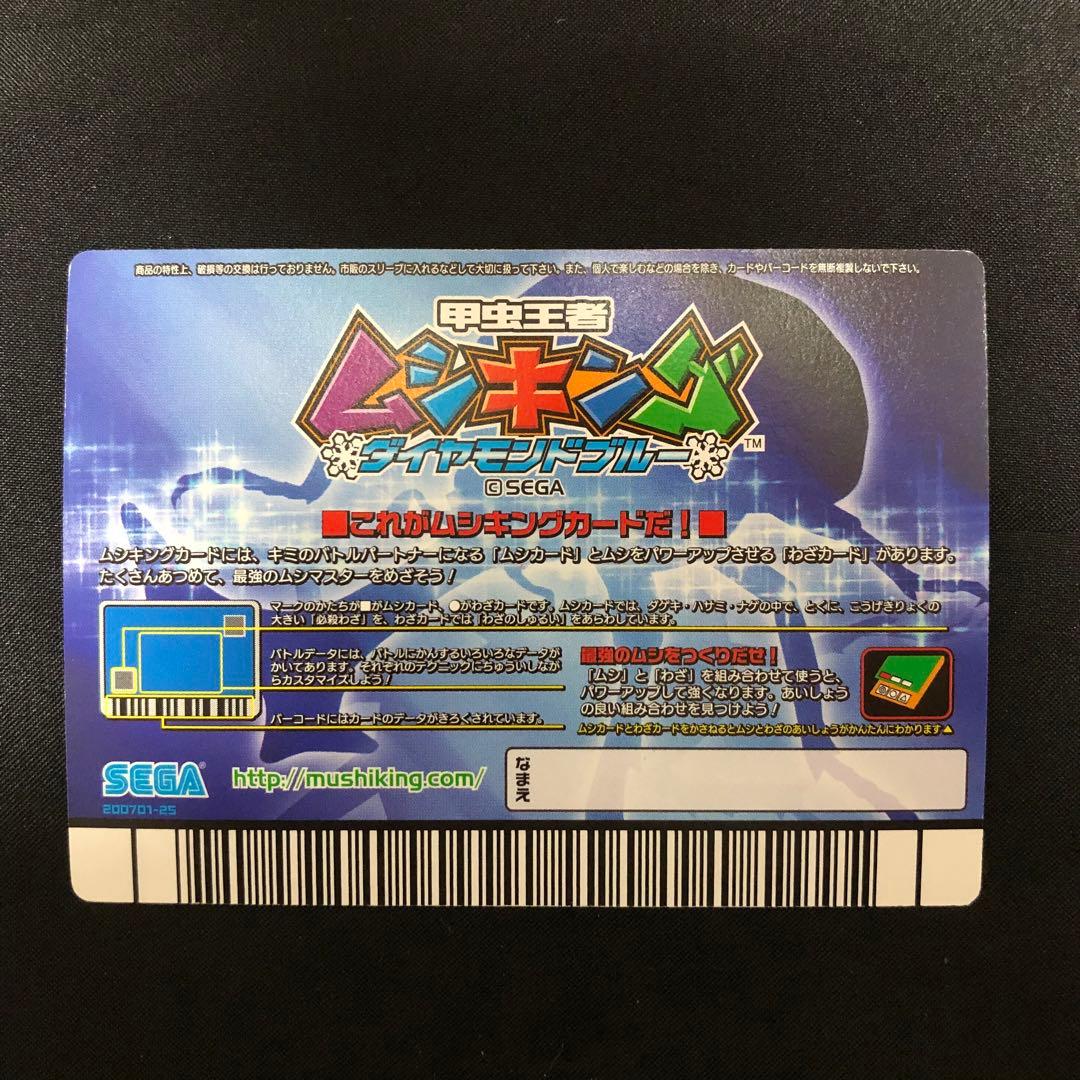 商品の特性上、破損等の交換は行っておりません。市販のスリーブに入れるなどして大切に扱って下さい。また、個人で楽しむなどの場合を除き、カードやバーコードを無断複製しないで下さい。
甲虫王者
ムシキング
ダイヤモンドブルー
TM
©SEGA
■これがムシキングカードだ！■
ムシキングカードには、キミのバトルパートナーになる「ムシカード」とムシをパワーアップさせる「わざカード」があります。
たくさんあつめて、最強のムシマスターをめざそう！
マークのかたちが■がムシカード、●がわざカードです。ムシカードでは、ダゲキ・ハサミ・ナゲの中で、とくに、こうげきりょくの
大きい「必殺わざ」を、わざカードでは「わざのしゅるい」をあらわしています。
バトルデータには、バトルにかんするいろいろなデータが
かいてあります。それぞれのテクニックにちゅういしなが
らカスタマイズしよう！
バーコードにはカードのデータがきろくされています。
最強のムシをつくりだせ！
「ムシ」と「わざ」を組み合わせて使うと、
パワーアップして強くなります。あいしょう
の良い組み合わせを見つけよう！
ムシカードとわざカードをかさねるとムシとわざのあいしょうがかんたんにわかります▲
SEGA®
http://mushiking.com/
なまえ
200701-25